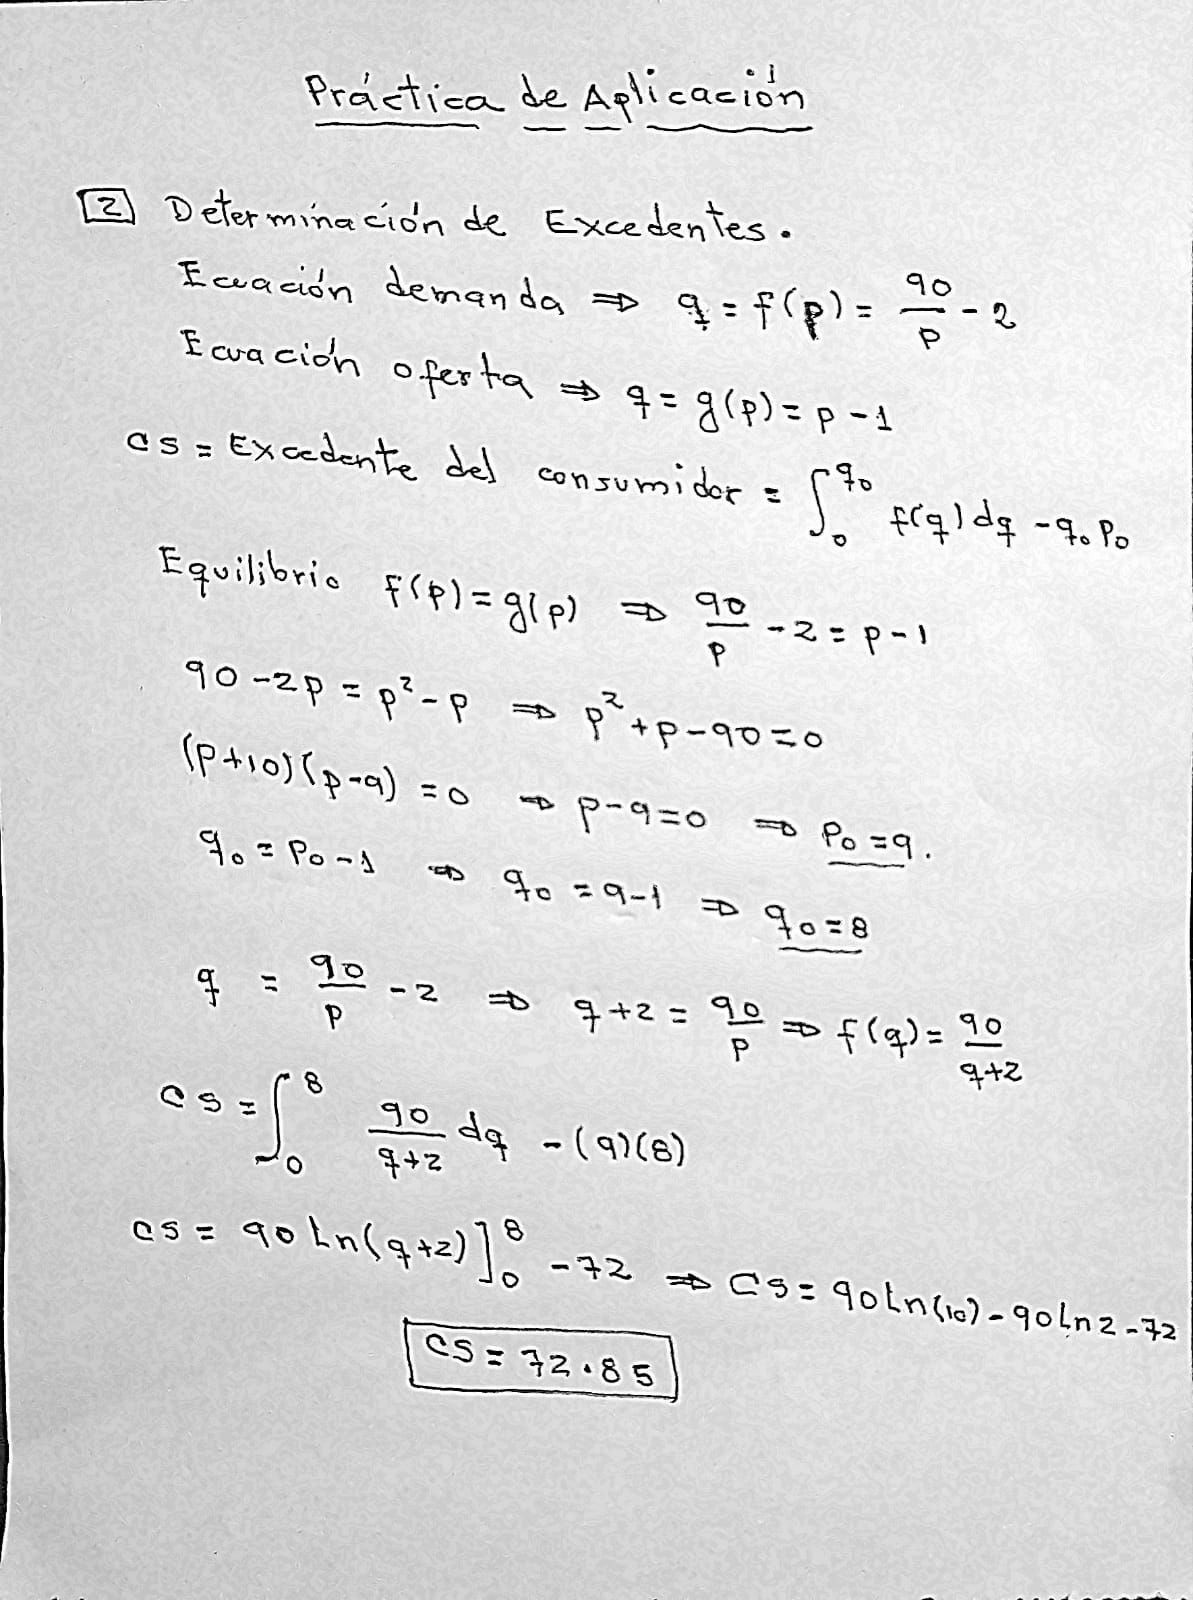 Práctica de Aplicación
2 Determinación de Excedentes.
Ecuación demanda ⇒ q = f(p) = 90/p - 2
Ecuación oferta ⇒ q = g(p) = p - 1
CS = Excedente del consumidor = ∫₀^q₀ f(q) dq - q₀ P₀
Equilibrio f(p) = g(p) ⇒ 90/p - 2 = p - 1
90 - 2p = p² - p ⇒ p² + p - 90 = 0
(p+10)(p-9) = 0 ⇒ p - 9 = 0 ⇒ P₀ = 9.
q₀ = P₀ - 1 ⇒ q₀ = 9 - 1 ⇒ q₀ = 8
q = 90/p - 2 ⇒ q + 2 = 90/p ⇒ f(q) = 90/(q+2)
CS = ∫₀^8 90/(q+2) dq - (9)(8)
CS = 90 Ln(q+2)]₀^8 - 72 ⇒ CS = 90 Ln(10) - 90 Ln 2 - 72
CS = 72.85